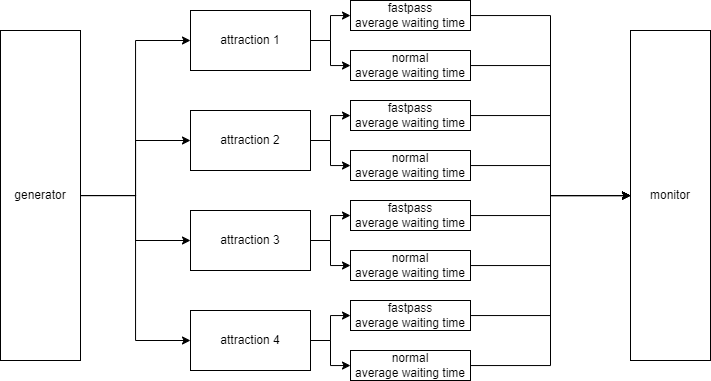 generator
attraction 1
fastpass
average waiting time
normal
average waiting time
attraction 2
fastpass
average waiting time
normal
average waiting time
attraction 3
fastpass
average waiting time
normal
average waiting time
attraction 4
fastpass
average waiting time
normal
average waiting time
monitor